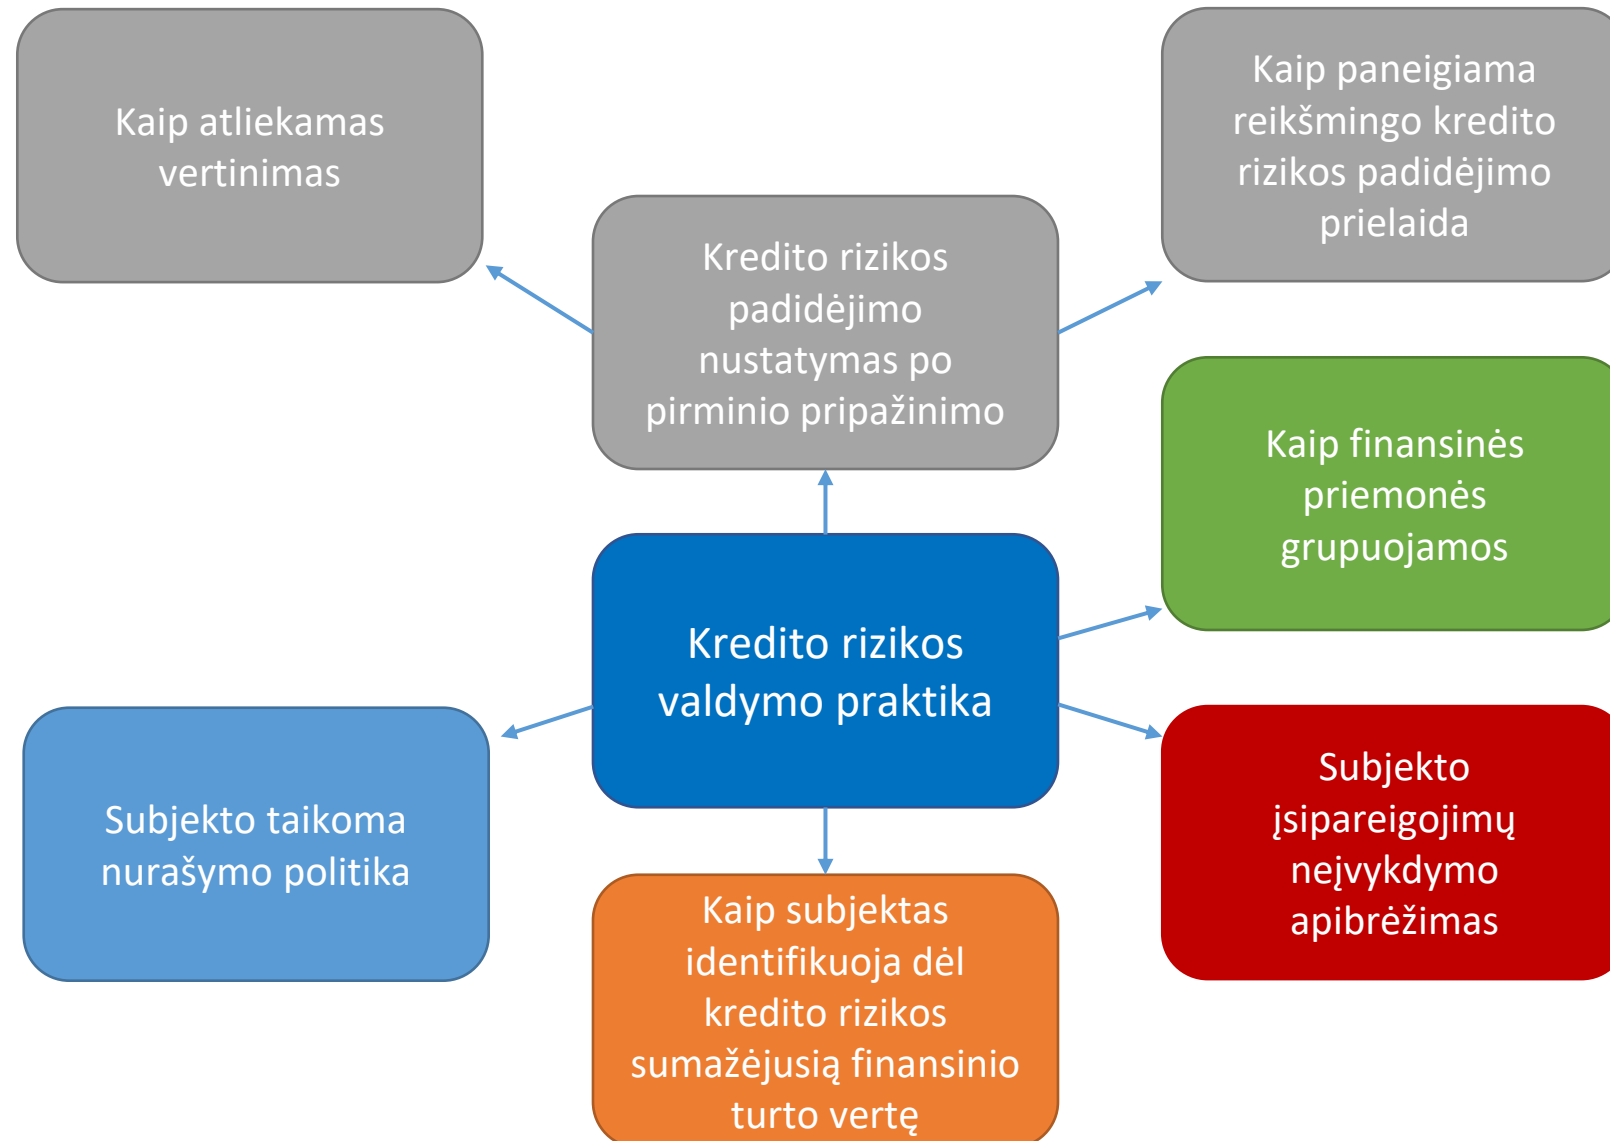 Kaip atliekamas
vertinimas
Kaip paneigiama
reikšmingo kredito
rizikos padidėjimo
prielaida
Kredito rizikos
padidėjimo
nustatymas po
pirminio pripažinimo
Kaip finansinės
priemonės
grupuojamos
Kredito rizikos
valdymo praktika
Subjekto taikoma
nurašymo politika
Subjekto
įsipareigojimų
neįvykdymo
apibrėžimas
Kaip subjektas
identifikuoja dėl
kredito rizikos
sumažėjusią finansinio
turto vertę